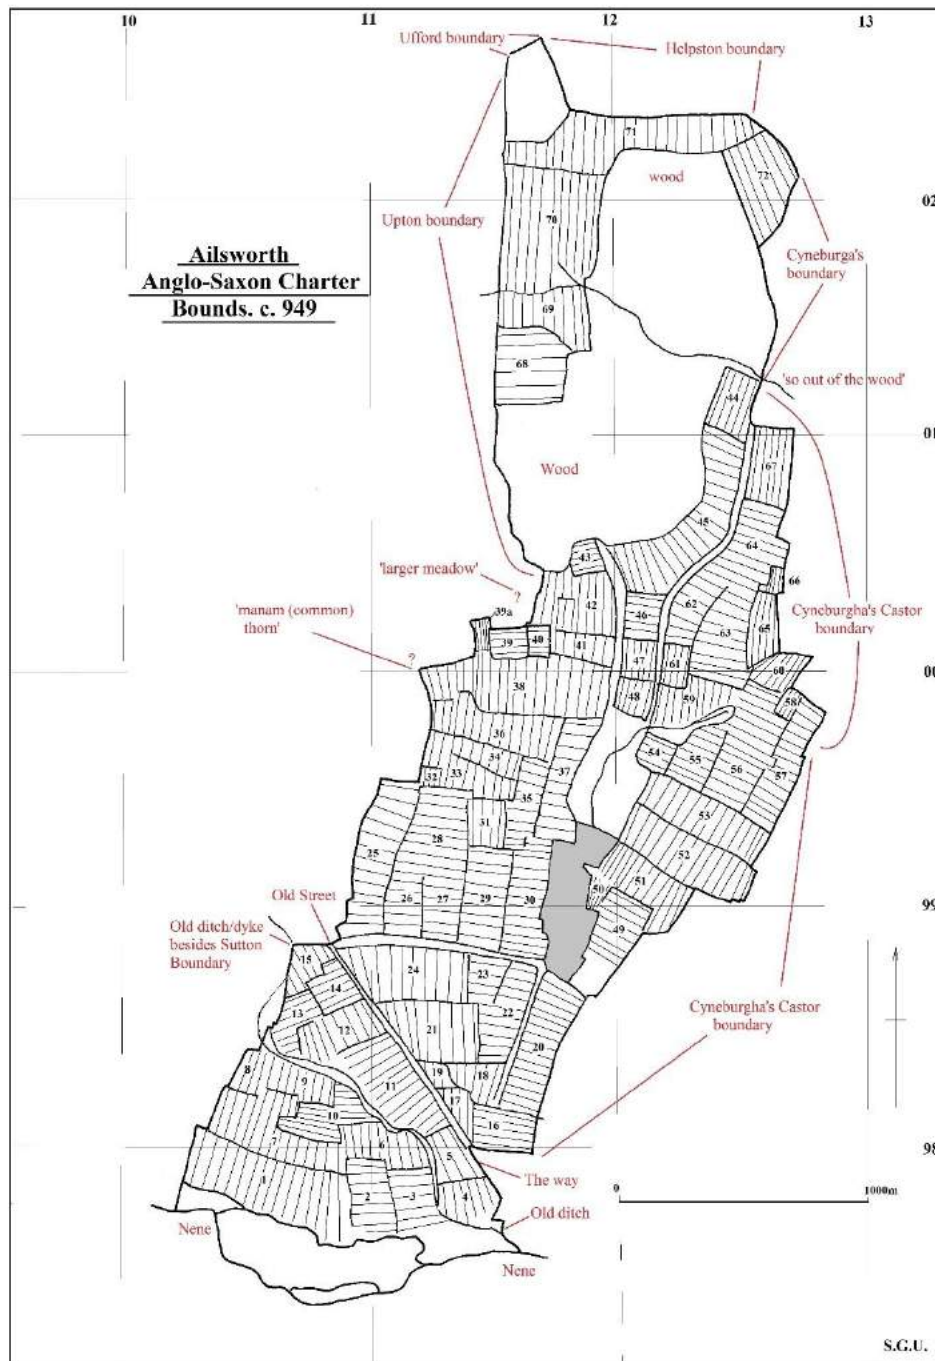 10 11 12 13
Ufford boundary
Helpston boundary
71
wood
72
02
Upton boundary
70
Ailsworth
Anglo-Saxon Charter
Bounds. c. 949
Cyneburga's
boundary
69
68
'so out of the wood'
44
01
Wood
67
45
43
64
'larger meadow'
?
66
39a
42
62
'manam (common)
thorn'
46
Cyneburgha's Castor
boundary
63
65
39
40
41
?
47
61
60
00
38
48
59
58
36
54
55
34
37
56
32
33
57
35
31
53
28
1
25
52
51
50
26
27
29
30
99
Old Street
49
Old ditch/dyke
besides Sutton
Boundary
15
24
23
14
Cyneburgha's Castor
boundary
13
22
12
21
20
8
19
18
9
11
17
10
16
7
6
98
5
The way
1
2
3
4
0
1000m
Nene
Old ditch
Nene
S.G.U.